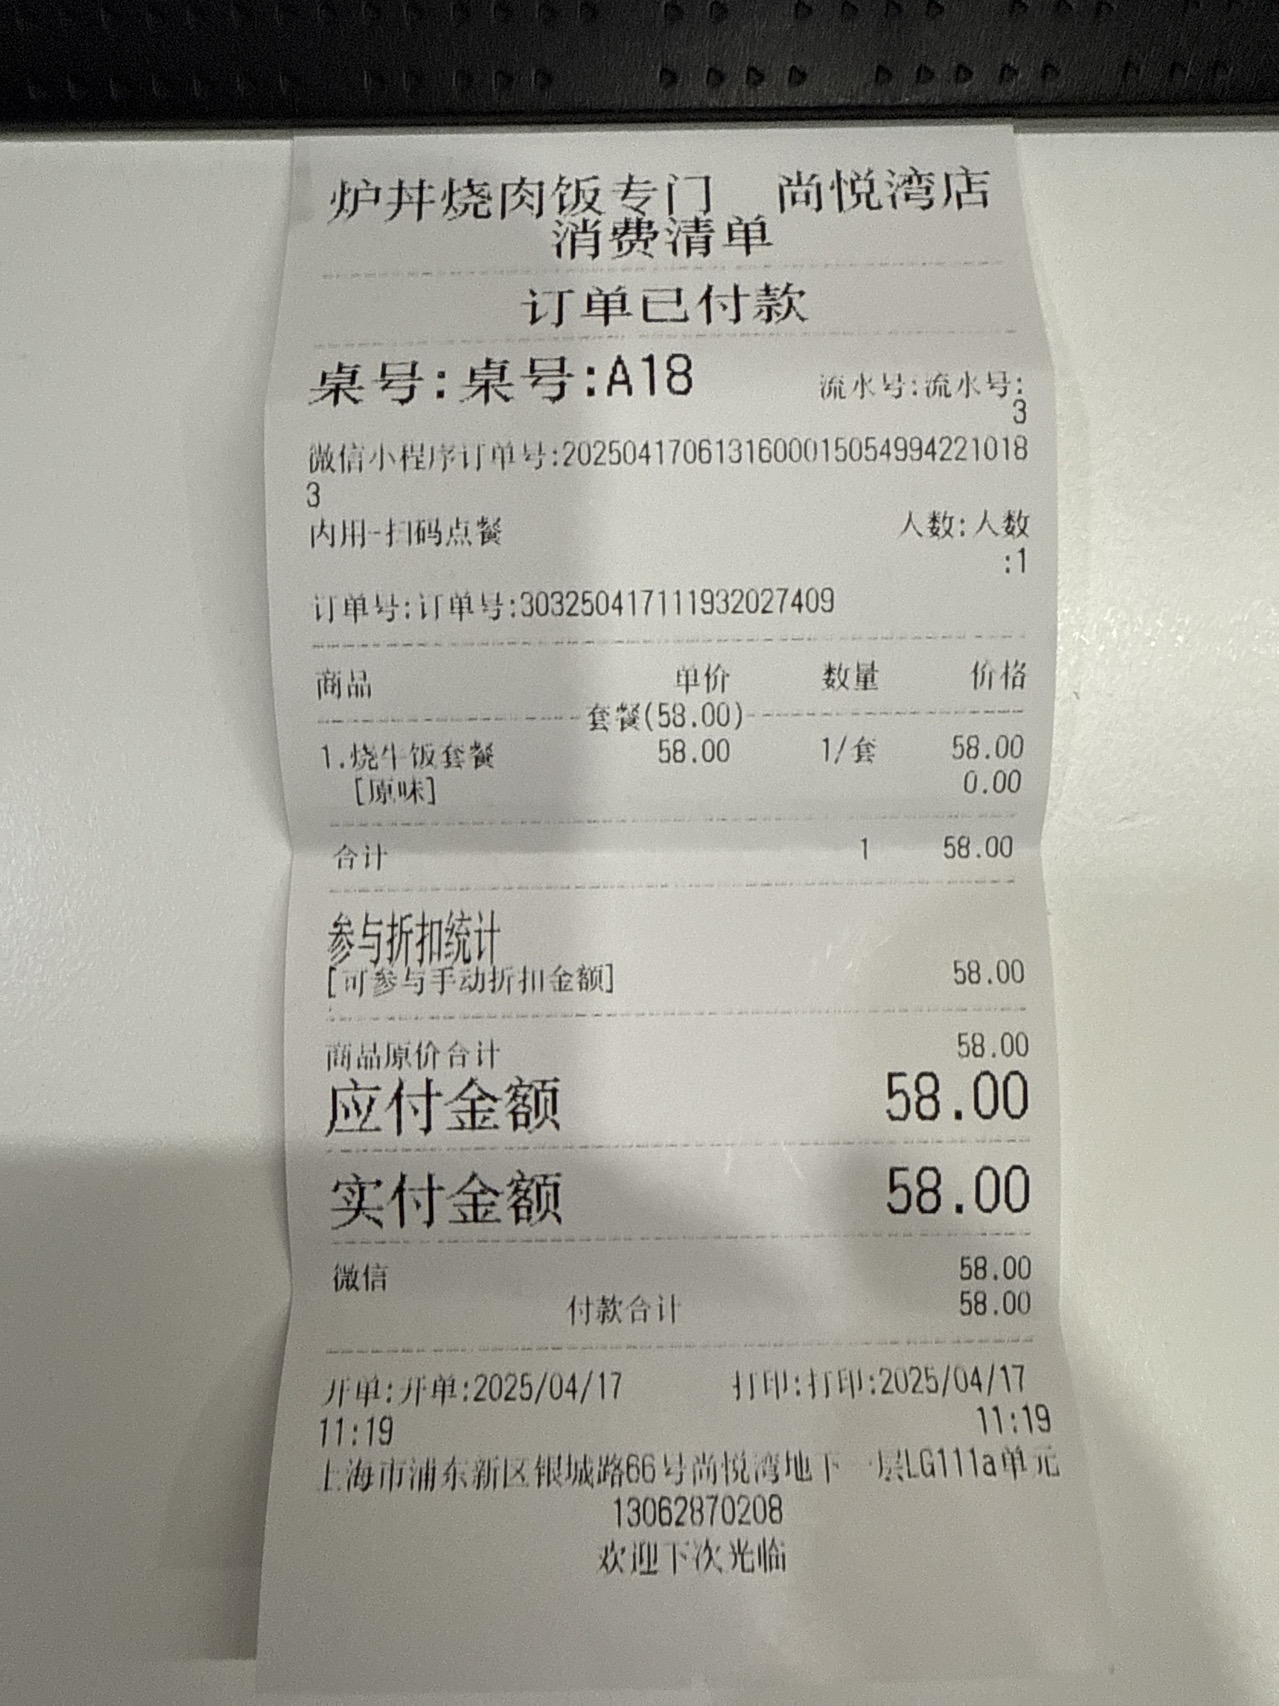 炉丼烧肉饭专门 尚悦湾店
消费清单
订单已付款
桌号:桌号:A18 流水号:流水号:
3
微信小程序订单号:2025041706131600015054994221018
3
内用-扫码点餐 人数:人数
:1
订单号:订单号:303250417111932027409
商品 单价 数量 价格
套餐(58.00)
1.烧牛饭套餐 58.00 1/套 58.00
[原味] 0.00
合计 1 58.00
参与折扣统计
[可参与手动折扣金额] 58.00
商品原价合计 58.00
应付金额 58.00
实付金额 58.00
微信 58.00
付款合计 58.00
开单:开单:2025/04/17 打印:打印:2025/04/17
11:19 11:19
上海市浦东新区银城路66号尚悦湾地下一层LG111a单元
13062870208
欢迎下次光临